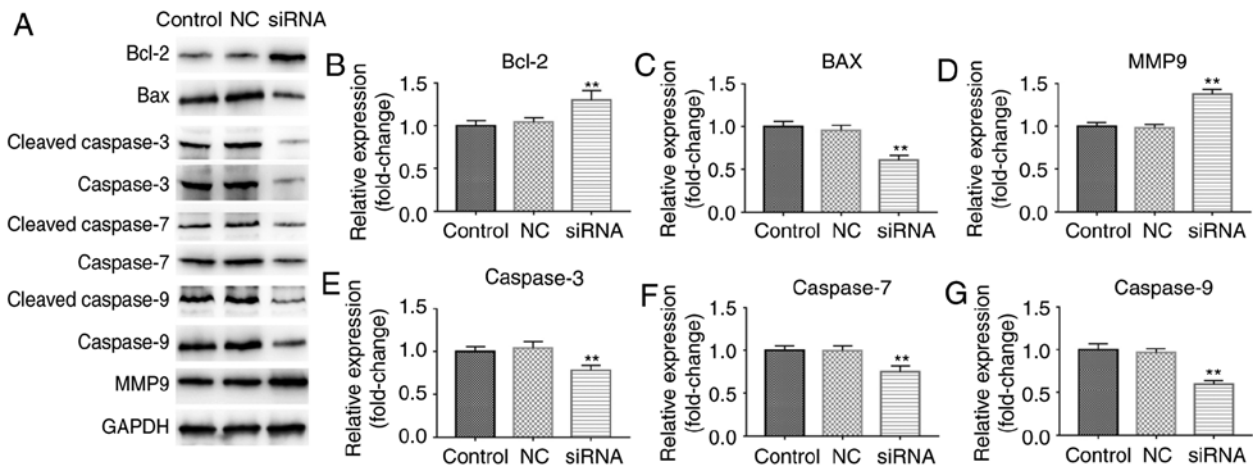 A
Control NC siRNA
Bcl-2
Bax
Cleaved caspase-3
Caspase-3
Cleaved caspase-7
Caspase-7
Cleaved caspase-9
Caspase-9
MMP9
GAPDH
B
Bcl-2
Relative expression
(fold-change)
1.5
1.0
0.5
0.0
**
Control NC siRNA
C
BAX
Relative expression
(fold-change)
1.5
1.0
0.5
0.0
**
Control NC siRNA
D
MMP9
Relative expression
(fold-change)
1.5
1.0
0.5
0.0
**
Control NC siRNA
E
Caspase-3
Relative expression
(fold-change)
1.5
1.0
0.5
0.0
**
Control NC siRNA
F
Caspase-7
Relative expression
(fold-change)
1.5
1.0
0.5
0.0
**
Control NC siRNA
G
Caspase-9
Relative expression
(fold-change)
1.5
1.0
0.5
0.0
**
Control NC siRNA